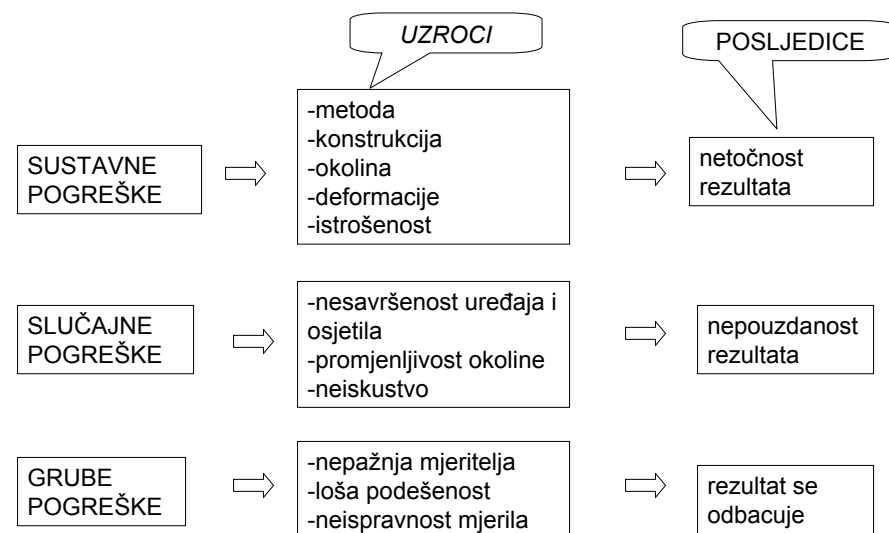 UZROCI
POSLJEDICE
SUSTAVNE
POGREŠKE
-metoda
-konstrukcija
-okolina
-deformacije
-istrošenost
netočnost
rezultata
SLUČAJNE
POGREŠKE
-nesavršenost uređaja i
osjetila
-promjenljivost okoline
-neiskustvo
nepouzdanost
rezultata
GRUBE
POGREŠKE
-nepažnja mjeritelja
-loša podešenost
-neispravnost mjerila
rezultat se
odbacuje